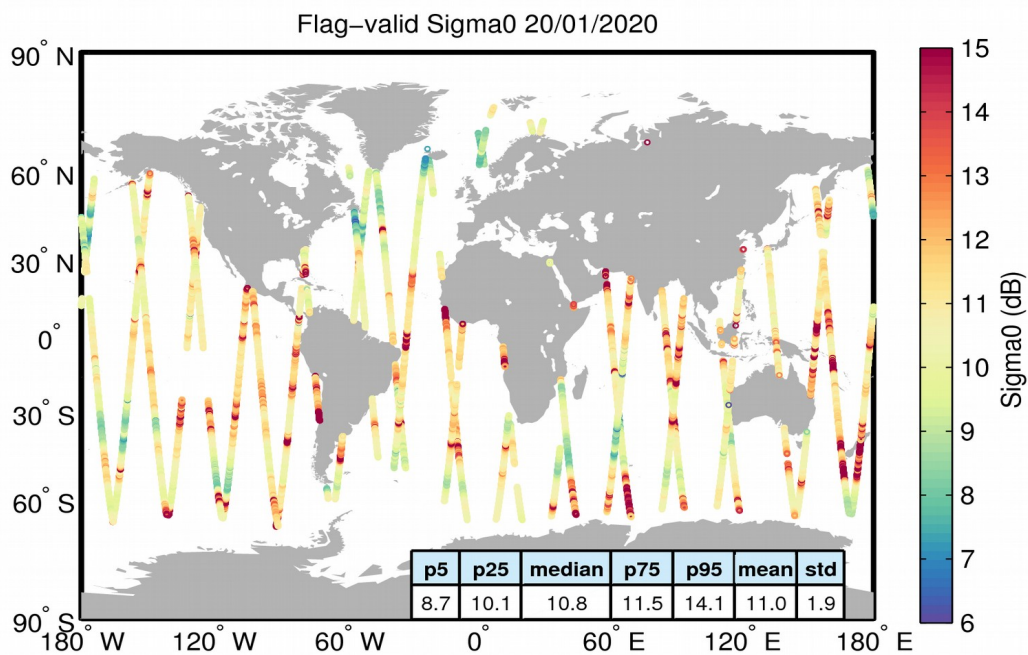 Flag-valid Sigma0 20/01/2020
90° N
60° N
30° N
0°
30° S
60° S
90° S
180° W
120° W
60° W
0°
60° E
120° E
180° E
p5 p25 median p75 p95 mean std
8.7 10.1 10.8 11.5 14.1 11.0 1.9
15
14
13
12
11
10
9
8
7
6
Sigma0 (dB)